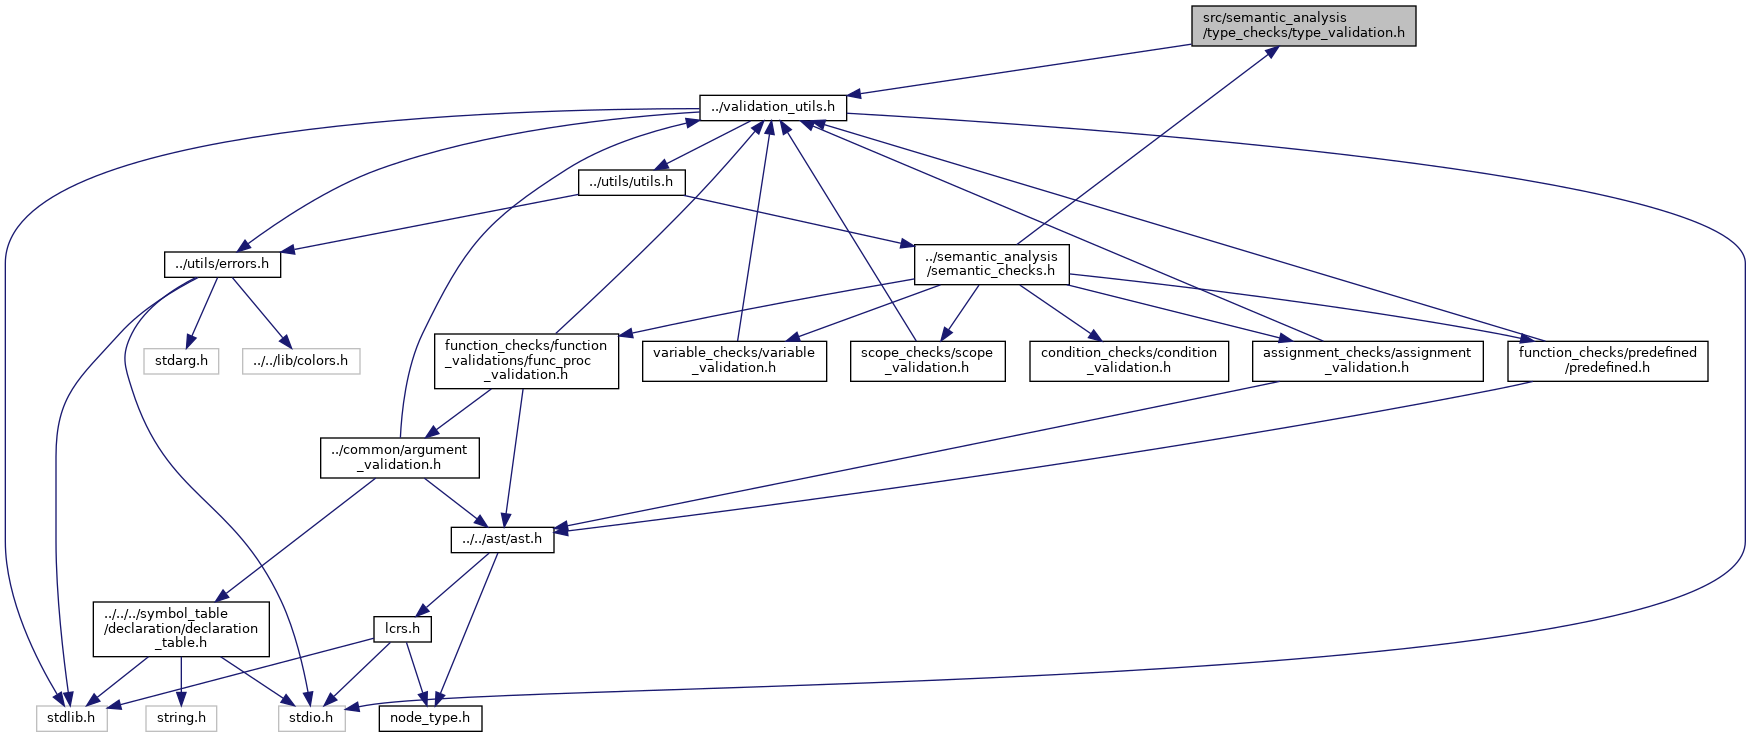 src/semantic_analysis
/type_checks/type_validation.h
../validation_utils.h
../utils/utils.h
../utils/errors.h
../semantic_analysis
/semantic_checks.h
stdarg.h
../../lib/colors.h
function_checks/function
_validations/func_proc
_validation.h
variable_checks/variable
_validation.h
scope_checks/scope
_validation.h
condition_checks/condition
_validation.h
assignment_checks/assignment
_validation.h
function_checks/predefined
/predefined.h
../common/argument
_validation.h
../../ast/ast.h
../../../symbol_table
/declaration/declaration
_table.h
lcrs.h
stdlib.h
string.h
stdio.h
node_type.h